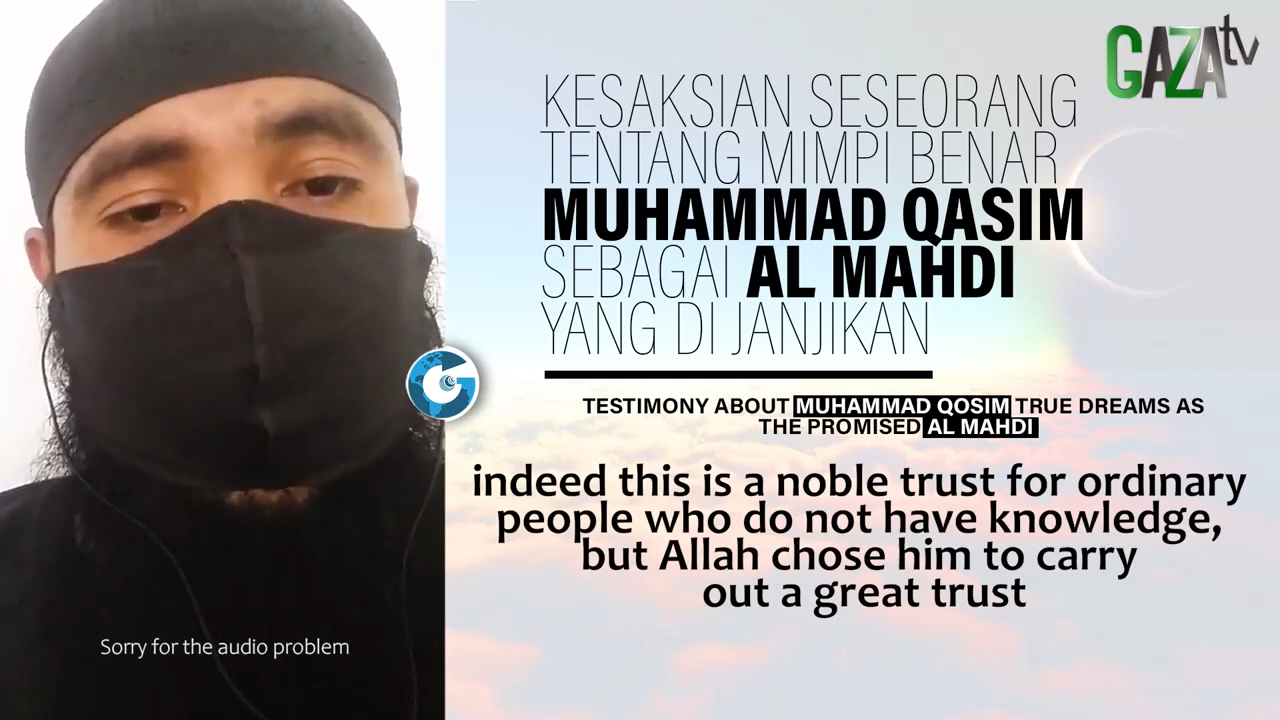 GAZAtv
KESAKSIAN SESEORANG
TENTANG MIMPI BENAR
MUHAMMAD QASIM
SEBAGAI AL MAHDI
YANG DI JANJIKAN
TESTIMONY ABOUT MUHAMMAD QOSIM TRUE DREAMS AS
THE PROMISED AL MAHDI
indeed this is a noble trust for ordinary
people who do not have knowledge,
but Allah chose him to carry
out a great trust
Sorry for the audio problem